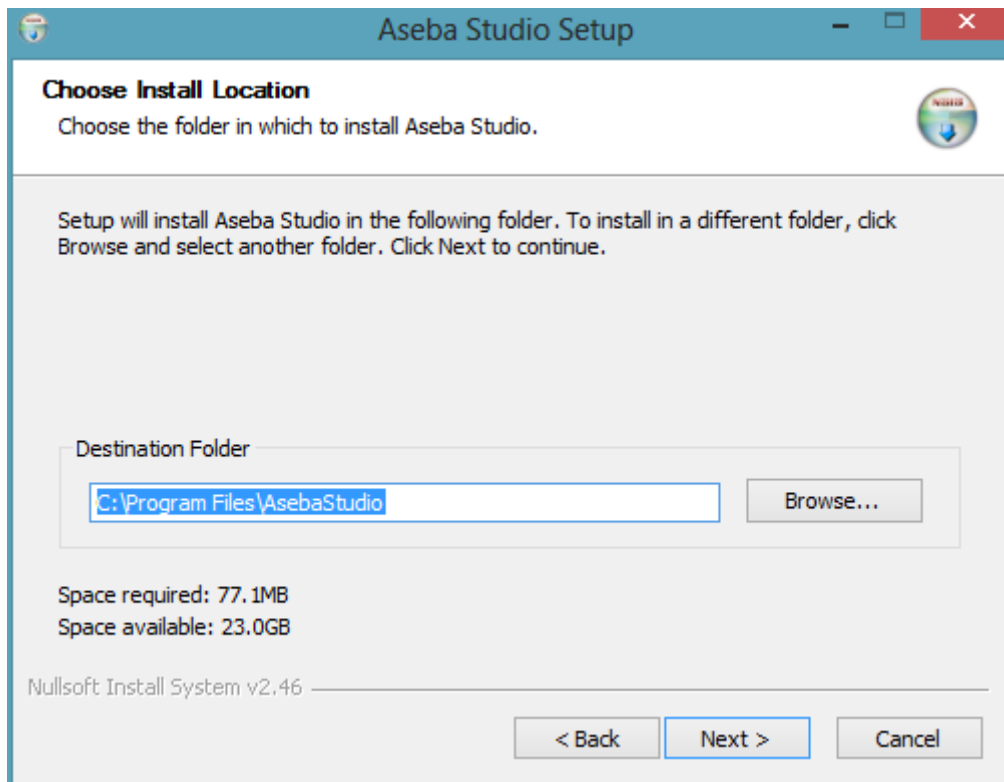 Aseba Studio Setup
Choose Install Location
Choose the folder in which to install Aseba Studio.
Setup will install Aseba Studio in the following folder. To install in a different folder, click
Browse and select another folder. Click Next to continue.
Destination Folder
C:\Program Files\AsebaStudio
Browse...
Space required: 77.1MB
Space available: 23.0GB
Nullsoft Install System v2.46
< Back
Next >
Cancel